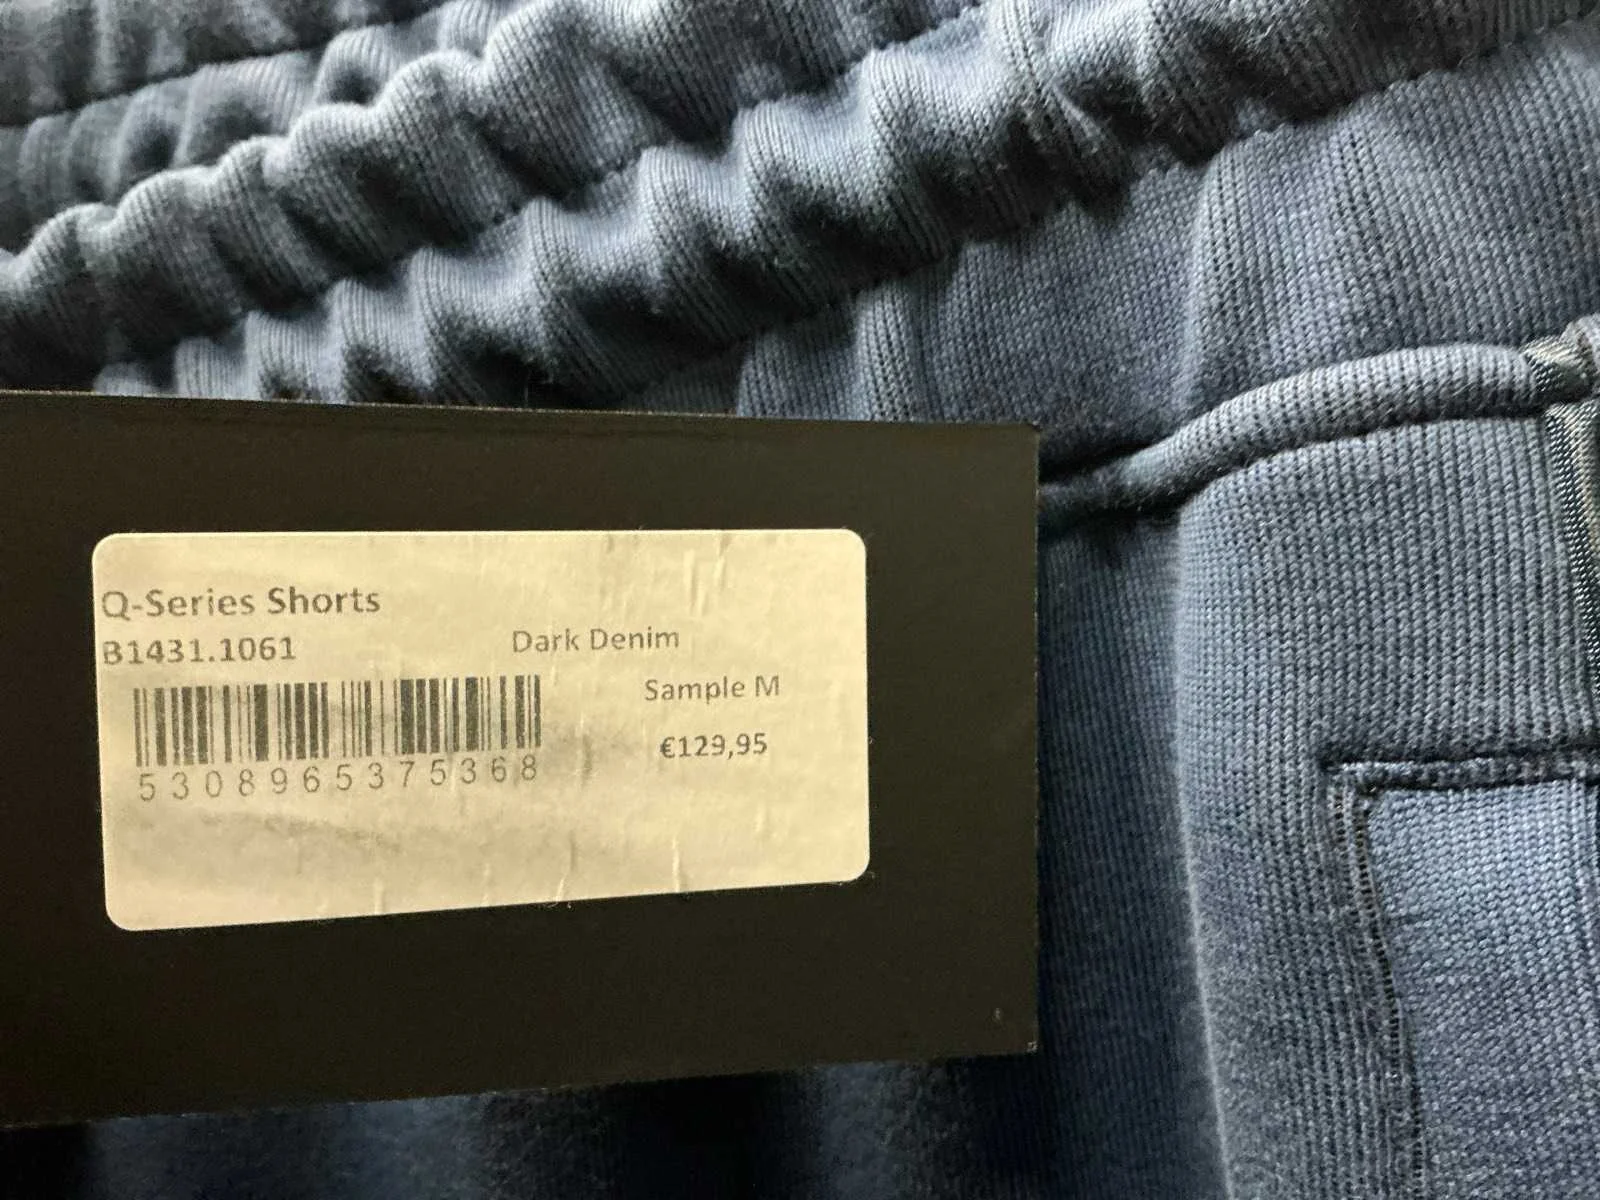 Q-Series Shorts
B1431.1061
Dark Denim
Sample M
€129,95
5308965375368